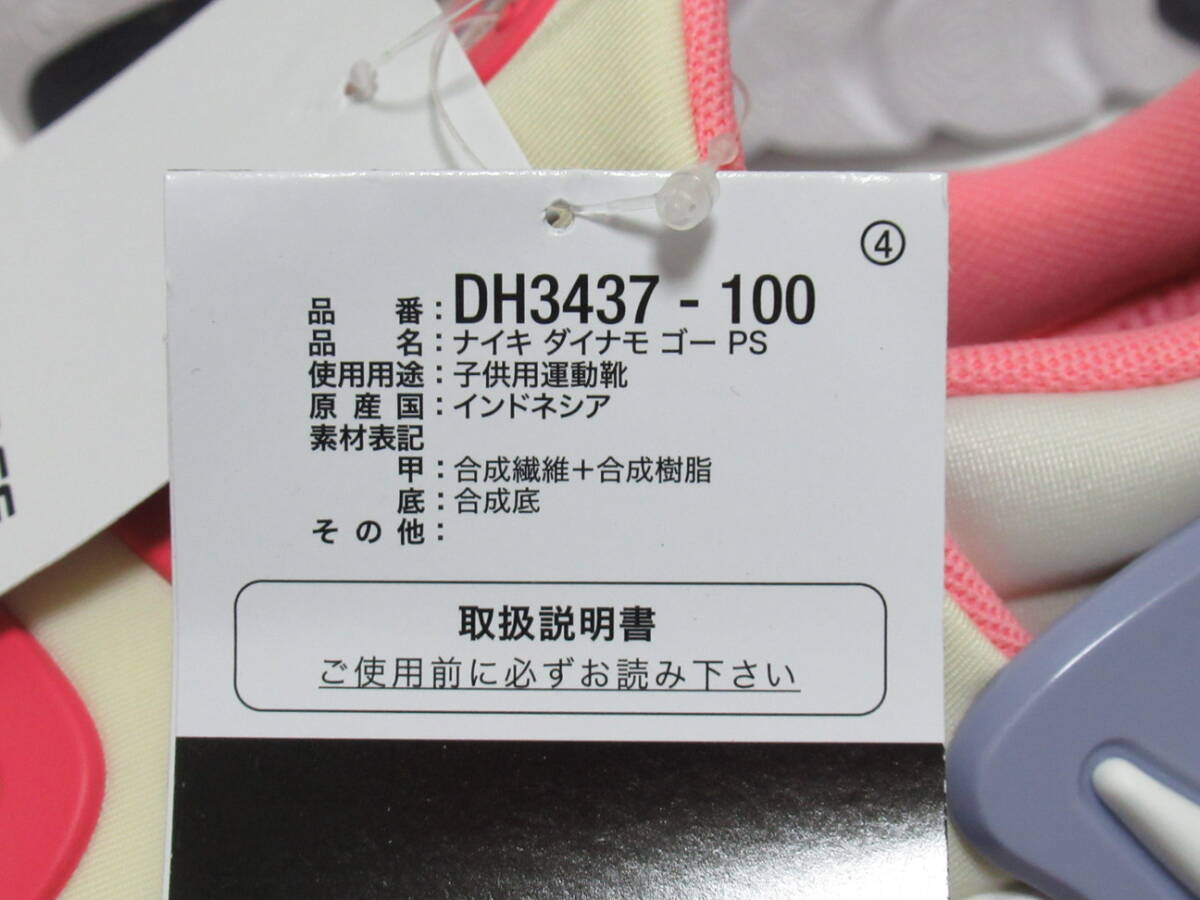 ④
品番：DH3437 - 100
品名：ナイキ ダイナモ ゴー PS
使用用途：子供用運動靴
原産国：インドネシア
素材表記
甲：合成繊維＋合成樹脂
底：合成底
その他：
取扱説明書
ご使用前に必ずお読み下さい